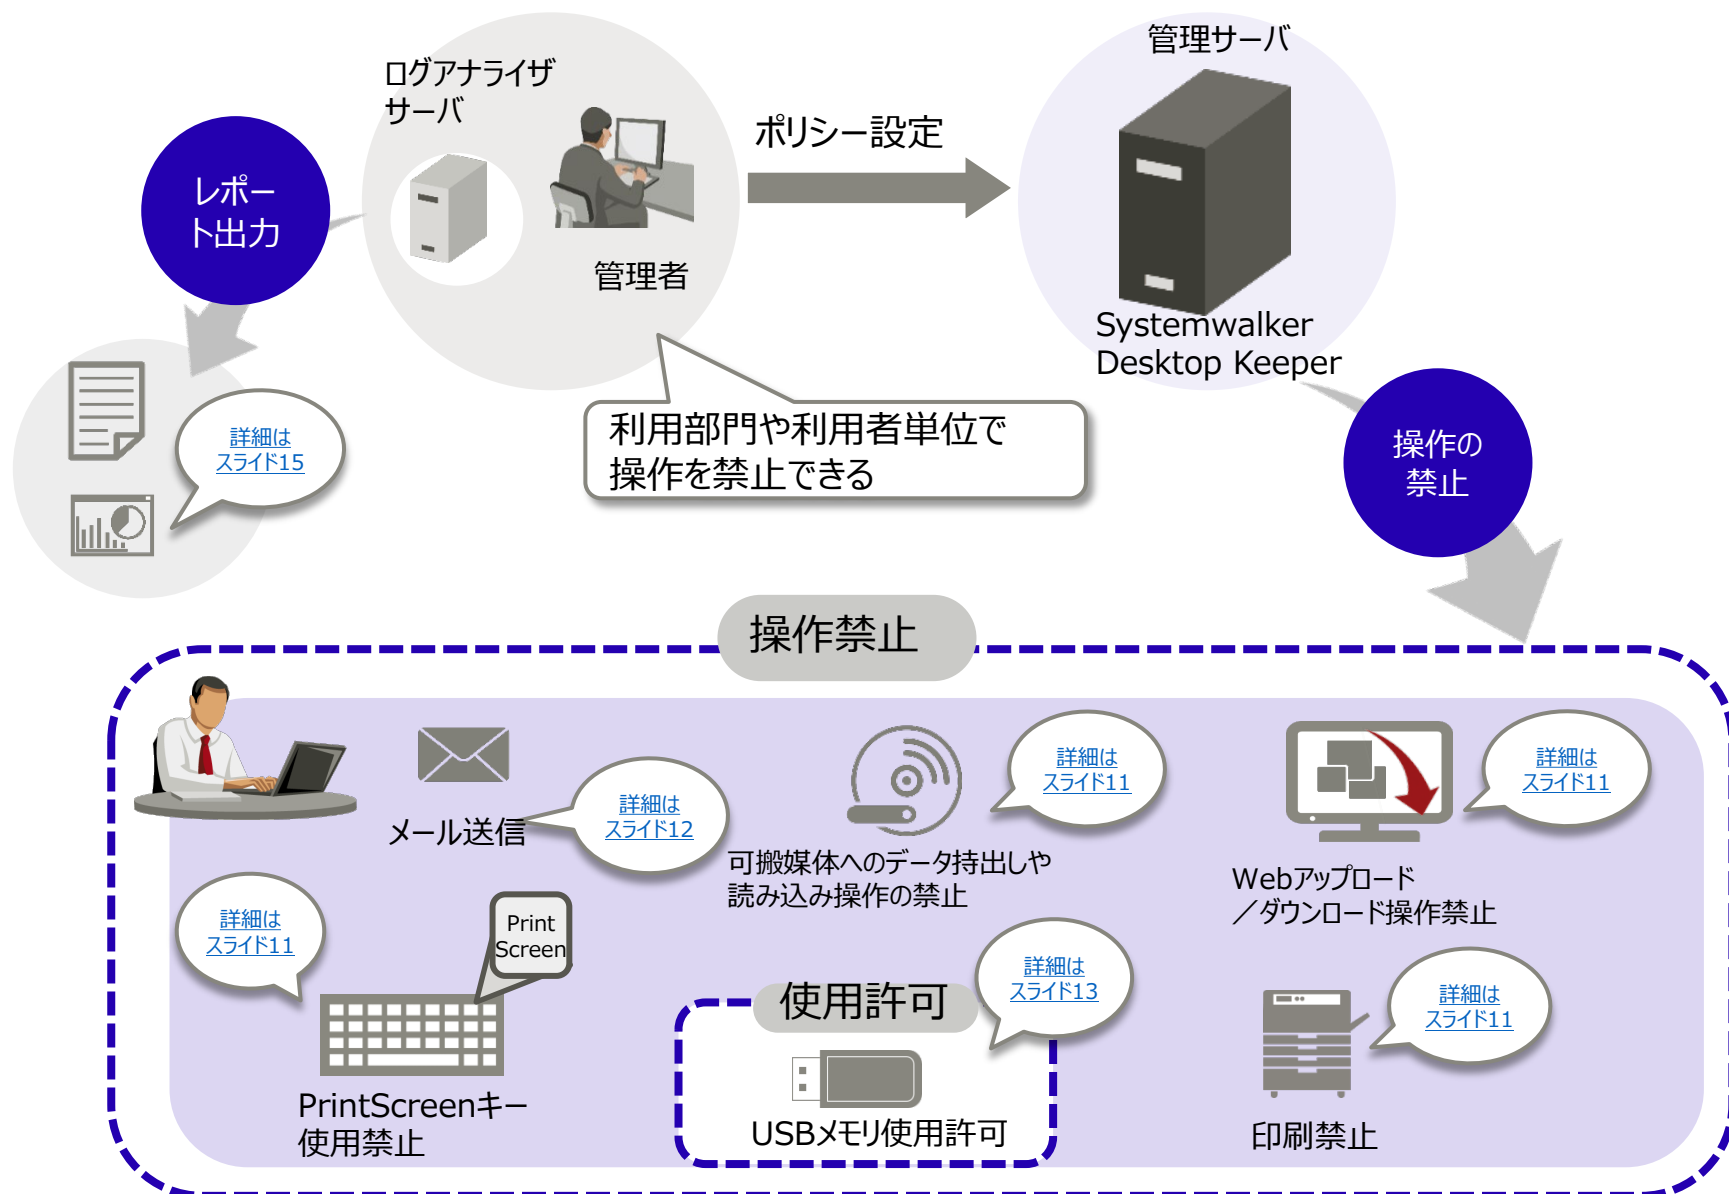 管理サーバ
ログアナライザ
サーバ
ポリシー設定
レポー
ト出力
管理者
Systemwalker
Desktop Keeper
利用部門や利用者単位で
操作を禁止できる
詳細は
スライド15
操作の
禁止
操作禁止
メール送信
詳細は
スライド12
詳細は
スライド11
可搬媒体へのデータ持出しや
読み込み操作の禁止
詳細は
スライド11
Webアップロード
／ダウンロード操作禁止
詳細は
スライド11
Print
Screen
PrintScreenキー
使用禁止
使用許可
詳細は
スライド13
USBメモリ使用許可
詳細は
スライド11
印刷禁止